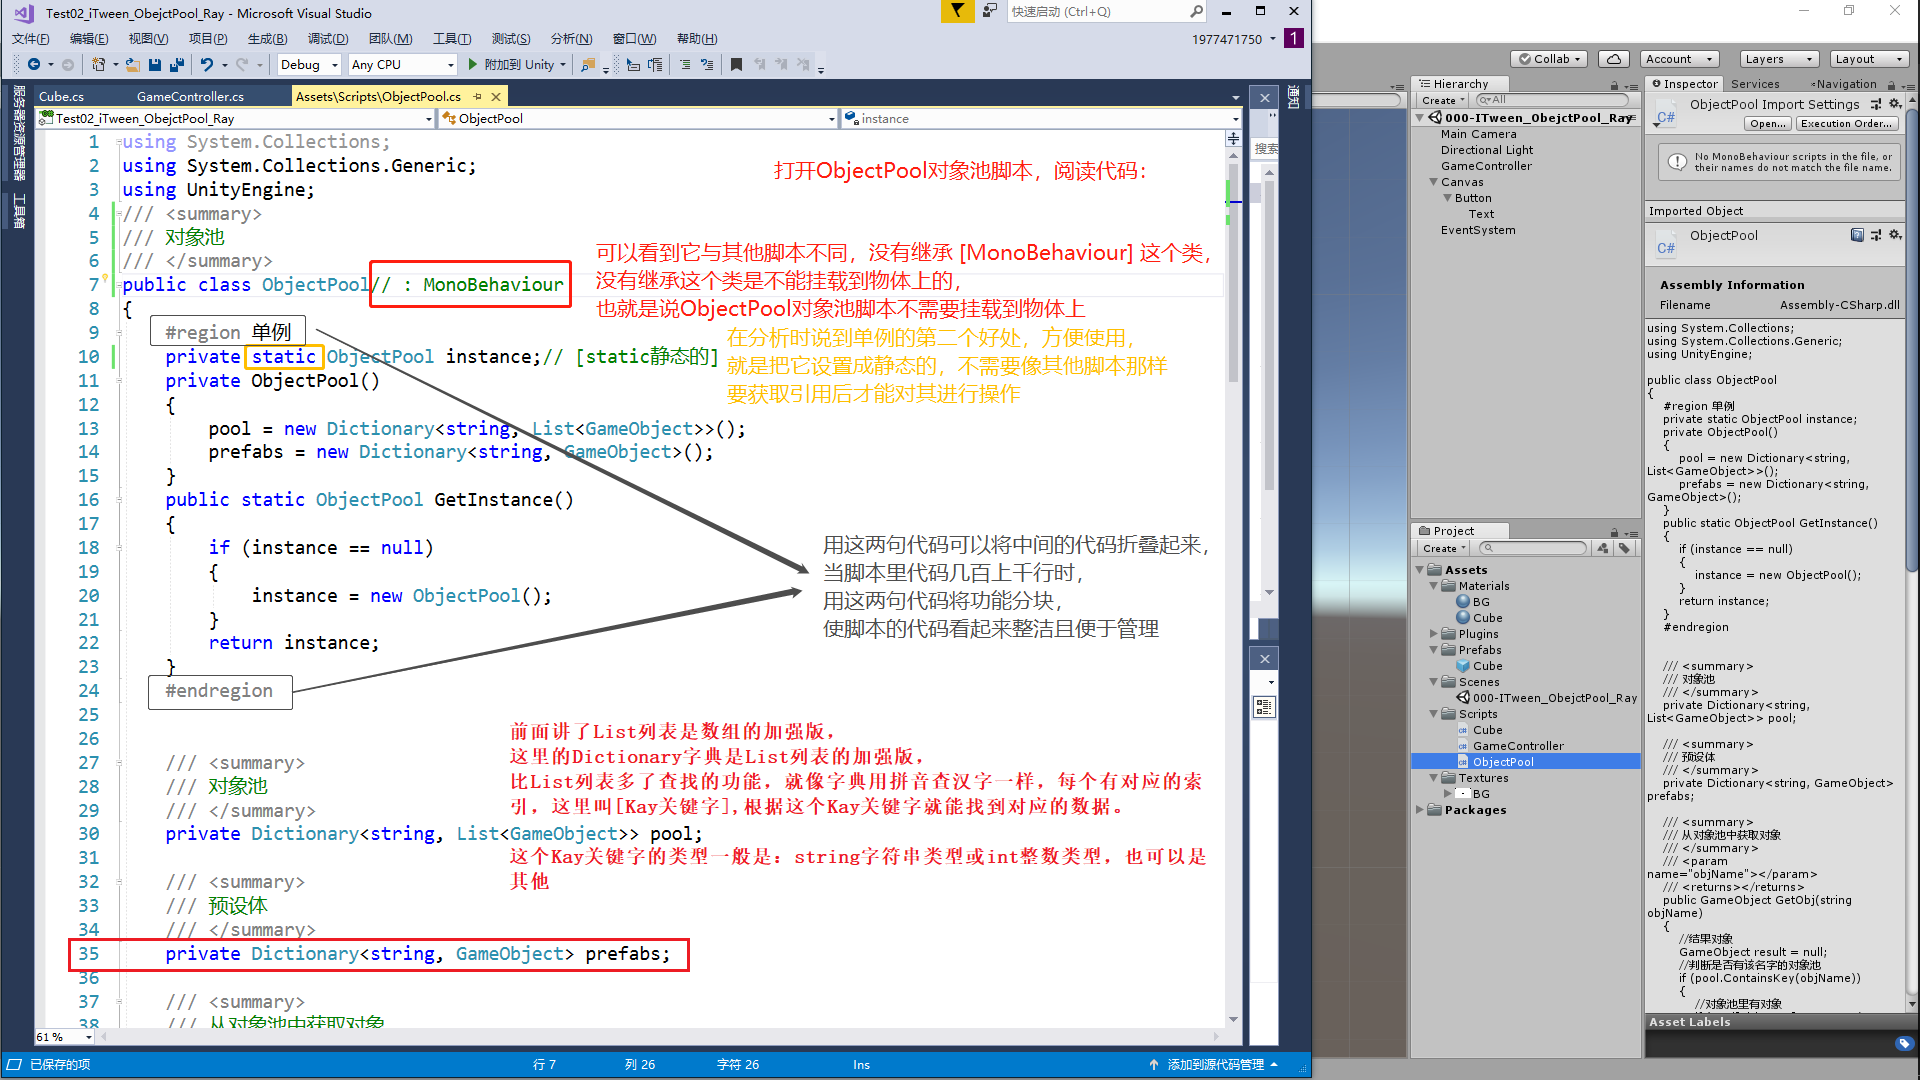 Test02_iTween_ObejctPool_Ray - Microsoft Visual Studio
快速启动 (Ctrl+Q)
文件(F) 编辑(E) 视图(V) 项目(P) 生成(B) 调试(D) 团队(M) 工具(T) 测试(S) 分析(N) 窗口(W) 帮助(H)
1977471750 1
Debug Any CPU 附加到 Unity
服务器资源管理器
工具箱
通知
Cube.cs GameController.cs Assets\Scripts\ObjectPool.cs
Test02_iTween_ObejctPool_Ray ObjectPool instance
搜索
1 using System.Collections;
2 using System.Collections.Generic;
3 using UnityEngine;
4 /// <summary>
5 /// 对象池
6 /// </summary>
7 public class ObjectPool// : MonoBehaviour
8 {
9 #region 单例
10 private static ObjectPool instance;// [static静态的]
11 private ObjectPool()
12 {
13 pool = new Dictionary<string, List<GameObject>>();
14 prefabs = new Dictionary<string, GameObject>();
15 }
16 public static ObjectPool GetInstance()
17 {
18 if (instance == null)
19 {
20 instance = new ObjectPool();
21 }
22 return instance;
23 }
24 #endregion
25
26
27 /// <summary>
28 /// 对象池
29 /// </summary>
30 private Dictionary<string, List<GameObject>> pool;
31
32 /// <summary>
33 /// 预设体
34 /// </summary>
35 private Dictionary<string, GameObject> prefabs;
36
37 /// <summary>
38 /// 从对象池中获取对象
打开ObjectPool对象池脚本，阅读代码：
可以看到它与其他脚本不同，没有继承 [MonoBehaviour] 这个类，
没有继承这个类是不能挂载到物体上的，
也就是说ObjectPool对象池脚本不需要挂载到物体上
在分析时说到单例的第二个好处，方便使用，
就是把它设置成静态的，不需要像其他脚本那样
要获取引用后才能对其进行操作
用这两句代码可以将中间的代码折叠起来，
当脚本里代码几百上千行时，
用这两句代码将功能分块，
使脚本的代码看起来整洁且便于管理
前面讲了List列表是数组的加强版，
这里的Dictionary字典是List列表的加强版，
比List列表多了查找的功能，就像字典用拼音查汉字一样，每个有对应的索
引，这里叫[Kay关键字],根据这个Kay关键字就能找到对应的数据。
这个Kay关键字的类型一般是：string字符串类型或int整数类型，也可以是
其他
61 %
已保存的项 行 7 列 26 字符 26 Ins 添加到源代码管理
Collab Account Layers Layout
Hierarchy
Create All
000-ITween_ObejctPool_Ray
Main Camera
Directional Light
GameController
Canvas
Button
Text
EventSystem
Project
Create
Assets
Materials
BG
Cube
Plugins
Prefabs
Cube
Scenes
000-ITween_ObejctPool_Ray
Scripts
Cube
GameController
ObjectPool
Textures
BG
Packages
Inspector Services Navigation
ObjectPool Import Settings
C#
Open... Execution Order...
No MonoBehaviour scripts in the file, or
their names do not match the file name.
Imported Object
ObjectPool
C#
Assembly Information
Filename Assembly-CSharp.dll
using System.Collections;
using System.Collections.Generic;
using UnityEngine;
public class ObjectPool
{
#region 单例
private static ObjectPool instance;
private ObjectPool()
{
pool = new Dictionary<string,
List<GameObject>>();
prefabs = new Dictionary<string,
GameObject>();
}
public static ObjectPool GetInstance()
{
if (instance == null)
{
instance = new ObjectPool();
}
return instance;
}
#endregion
/// <summary>
/// 对象池
/// </summary>
private Dictionary<string,
List<GameObject>> pool;
/// <summary>
/// 预设体
/// </summary>
private Dictionary<string, GameObject>
prefabs;
/// <summary>
/// 从对象池中获取对象
/// </summary>
/// <param
name="objName"></param>
/// <returns></returns>
public GameObject GetObj(string
objName)
{
//结果对象
GameObject result = null;
//判断是否有该名字的对象池
if (pool.ContainsKey(objName))
{
//对象池里有对象
Asset Labels